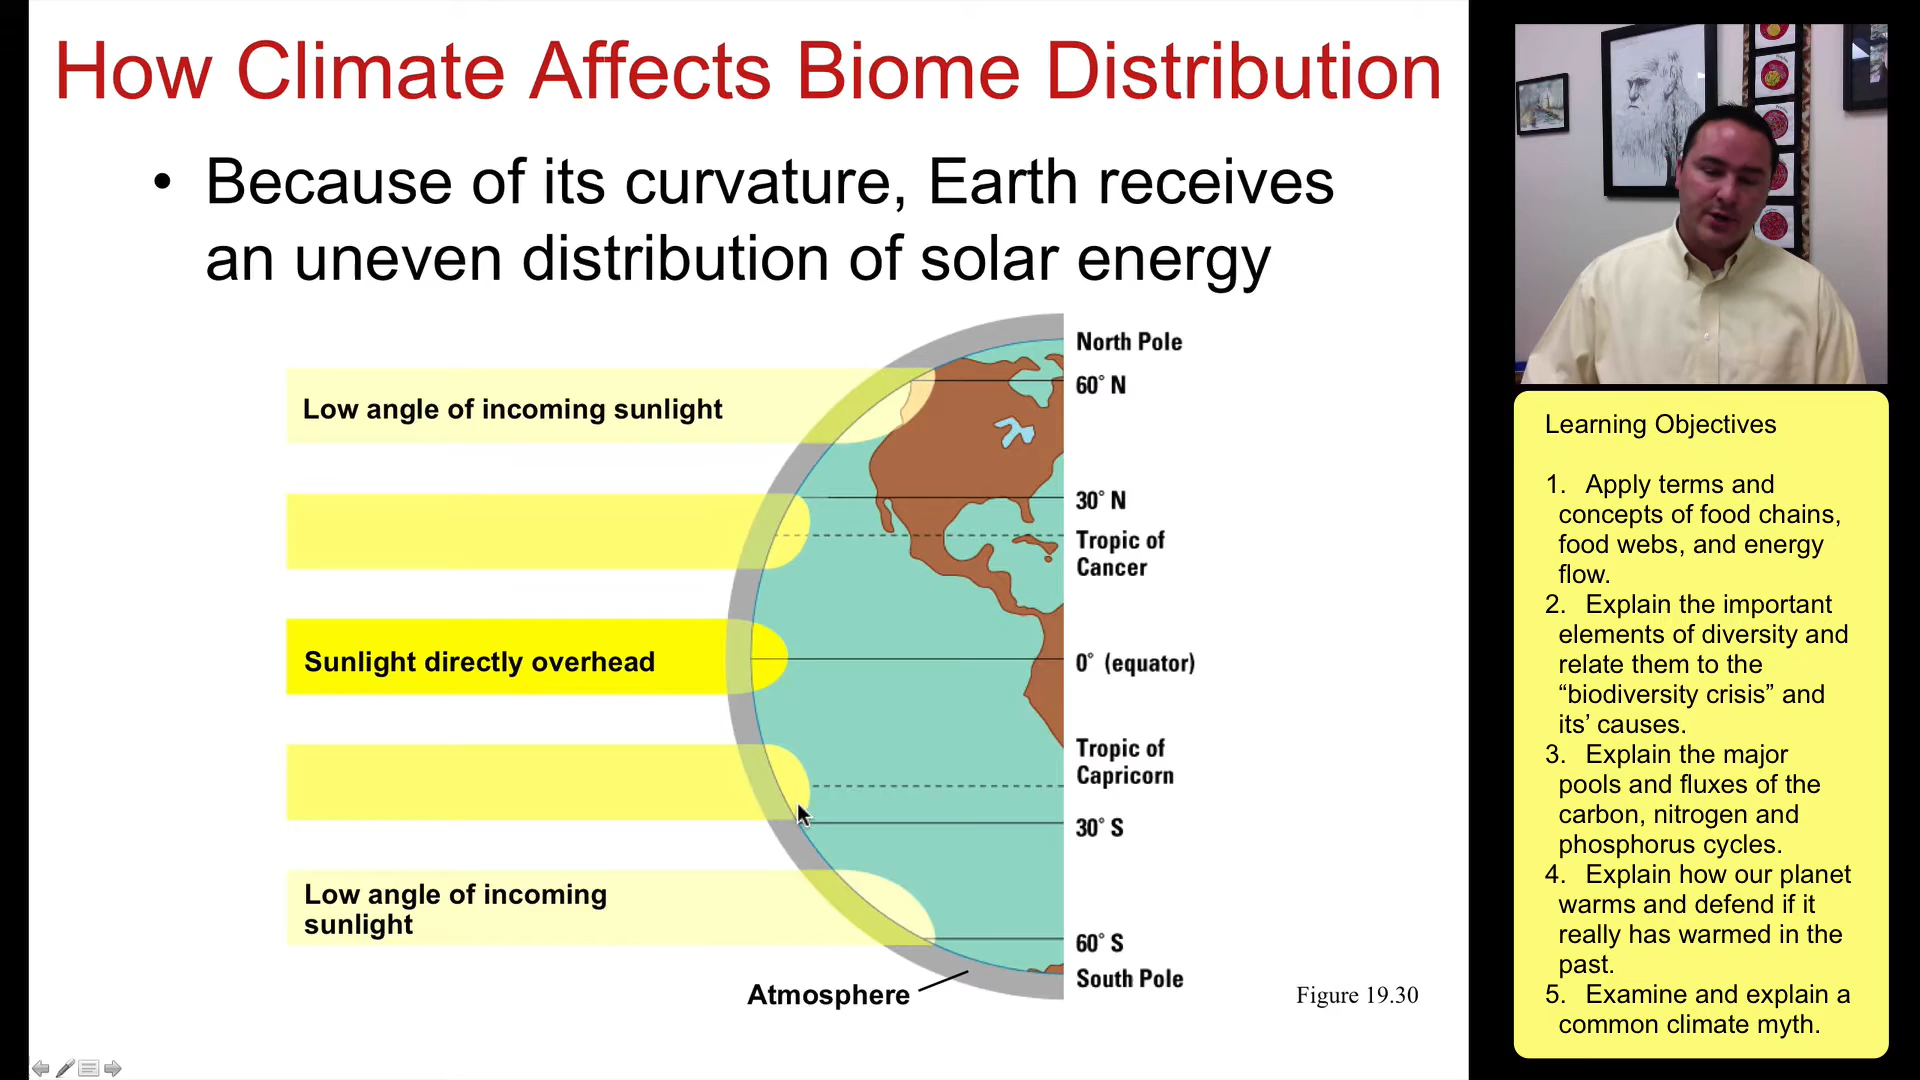 How Climate Affects Biome Distribution
• Because of its curvature, Earth receives
an uneven distribution of solar energy
Low angle of incoming sunlight
Sunlight directly overhead
Low angle of incoming
sunlight
Atmosphere
North Pole
60° N
30° N
Tropic of
Cancer
0° (equator)
Tropic of
Capricorn
30° S
60° S
South Pole
Figure 19.30
Learning Objectives
1. Apply terms and
concepts of food chains,
food webs, and energy
flow.
2. Explain the important
elements of diversity and
relate them to the
“biodiversity crisis” and
its’ causes.
3. Explain the major
pools and fluxes of the
carbon, nitrogen and
phosphorus cycles.
4. Explain how our planet
warms and defend if it
really has warmed in the
past.
5. Examine and explain a
common climate myth.